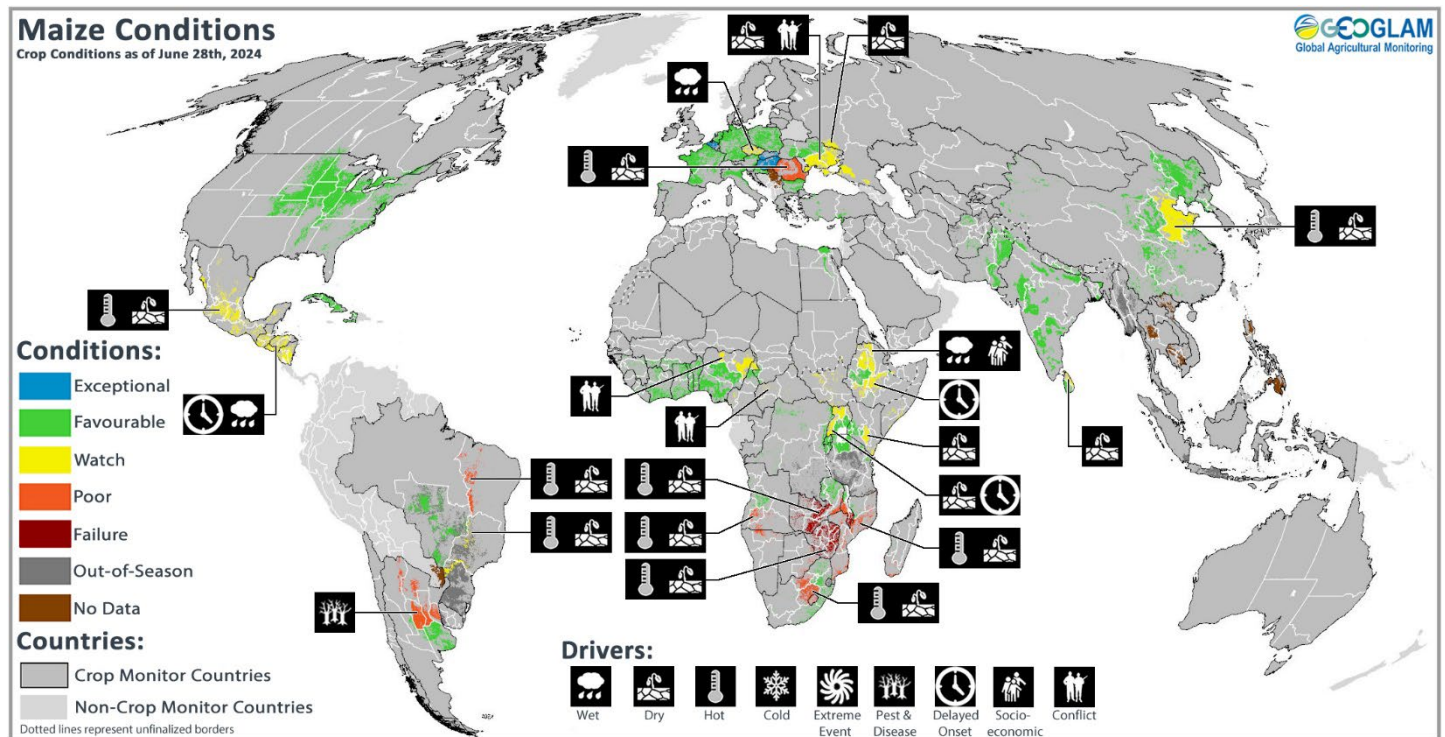 Maize Conditions
Crop Conditions as of June 28th, 2024
GEOGLAM
Global Agricultural Monitoring
Conditions:
Exceptional
Favourable
Watch
Poor
Failure
Out-of-Season
No Data
Countries:
Crop Monitor Countries
Non-Crop Monitor Countries
Dotted lines represent unfinalized borders
Drivers:
Wet
Dry
Hot
Cold
Extreme
Event
Pest &
Disease
Delayed
Onset
Socio-
economic
Conflict